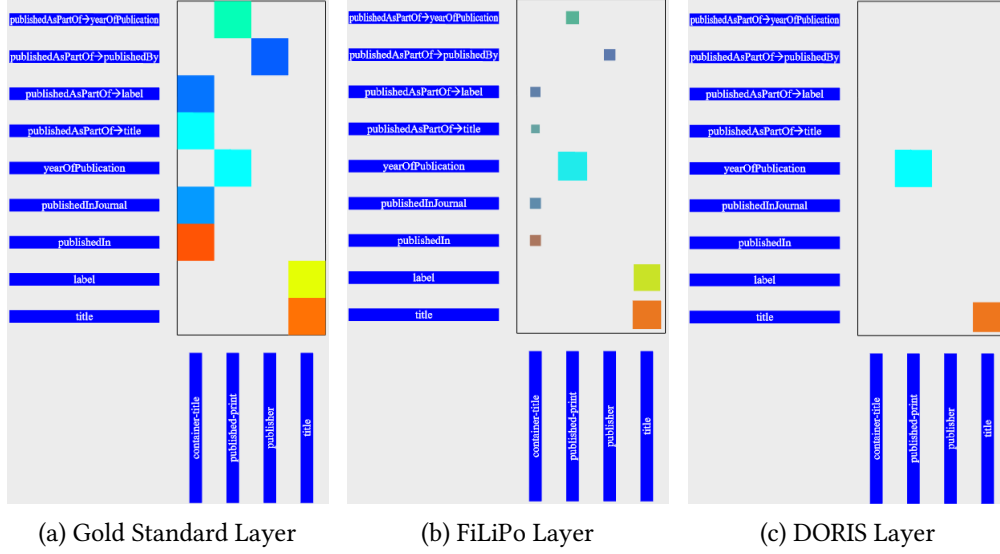 publishedAsPartOf→yearOfPublication
publishedAsPartOf→publishedBy
publishedAsPartOf→label
publishedAsPartOf→title
yearOfPublication
publishedInJournal
publishedIn
label
title
container-title
published-print
publisher
title
(a) Gold Standard Layer
publishedAsPartOf→yearOfPublication
publishedAsPartOf→publishedBy
publishedAsPartOf→label
publishedAsPartOf→title
yearOfPublication
publishedInJournal
publishedIn
label
title
container-title
published-print
publisher
title
(b) FiLiPo Layer
publishedAsPartOf→yearOfPublication
publishedAsPartOf→publishedBy
publishedAsPartOf→label
publishedAsPartOf→title
yearOfPublication
publishedInJournal
publishedIn
label
title
container-title
published-print
publisher
title
(c) DORIS Layer